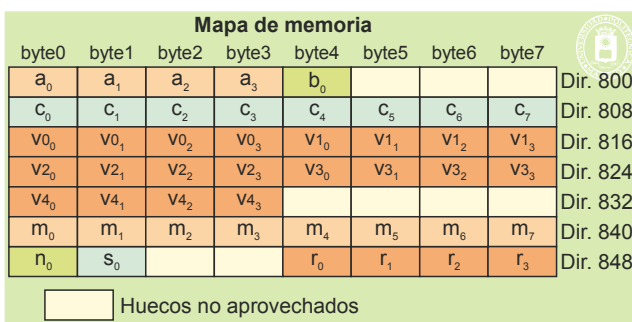 Mapa de memoria
byte0 byte1 byte2 byte3 byte4 byte5 byte6 byte7
a₀ a₁ a₂ a₃ b₀ Dir. 800
c₀ c₁ c₂ c₃ c₄ c₅ c₆ c₇ Dir. 808
v0₀ v0₁ v0₂ v0₃ v1₀ v1₁ v1₂ v1₃ Dir. 816
v2₀ v2₁ v2₂ v2₃ v3₀ v3₁ v3₂ v3₃ Dir. 824
v4₀ v4₁ v4₂ v4₃ Dir. 832
m₀ m₁ m₂ m₃ m₄ m₅ m₆ m₇ Dir. 840
n₀ s₀ r₀ r₁ r₂ r₃ Dir. 848
Huecos no aprovechados